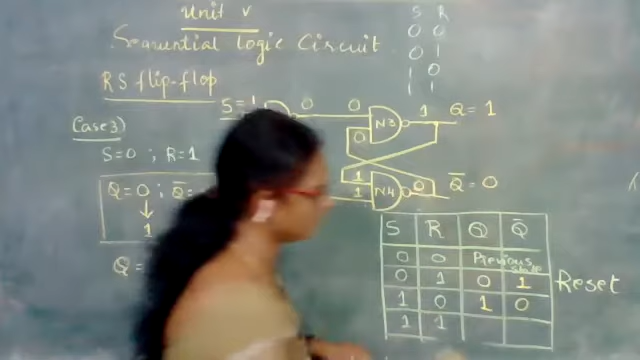 Unit V
Sequential logic Circuit
RS flip-flop
S R
0 0
0 1
1 0
1 1
Case3)
S=0 ; R=1
Q=0 ; Q̅=
↓
1
Q=
S=1 0 0 N3 1 Q=1
0
1
1 N4 0 Q̅=0
S R Q Q̅
0 0 Previous state
0 1 0 1 Reset
1 0 1 0
1 1